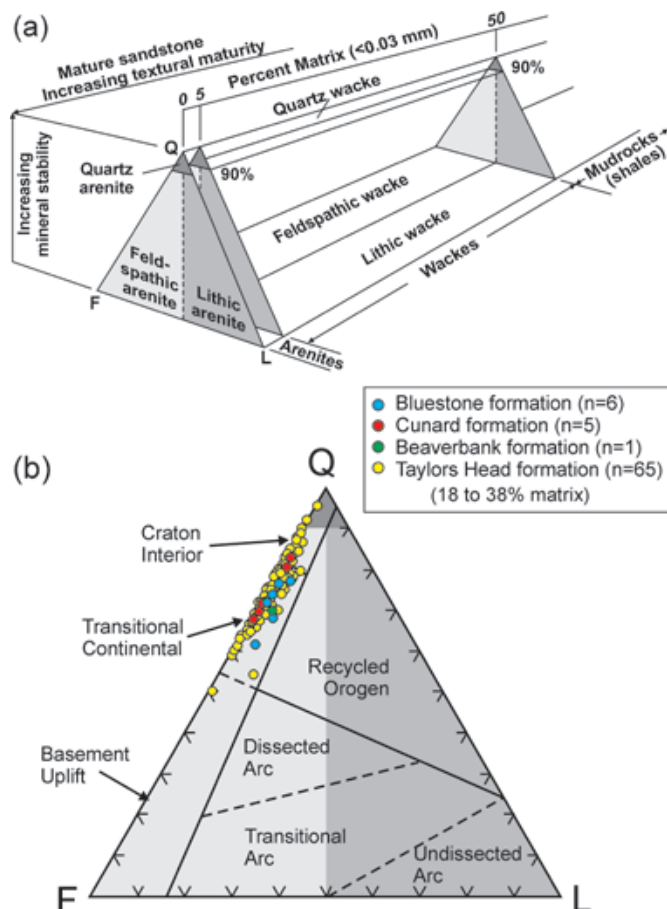 (a)
Mature sandstone
Increasing textural maturity
Percent Matrix (<0.03 mm)
50
0 5
90%
Quartz wacke
Q
Quartz
arenite
90%
Increasing
mineral stability
Mudrocks
(shales)
Feldspathic wacke
Lithic wacke
Wackes
Feld-
spathic
arenite
Lithic
arenite
F
L
Arenites
Bluestone formation (n=6)
Cunard formation (n=5)
Beaverbank formation (n=1)
Taylors Head formation (n=65)
(18 to 38% matrix)
(b)
Q
Craton
Interior
Transitional
Continental
Recycled
Orogen
Basement
Uplift
Dissected
Arc
Transitional
Arc
Undissected
Arc
F
L